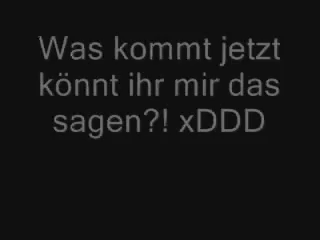 Was kommt jetzt
könnt ihr mir das
sagen?! xDDD